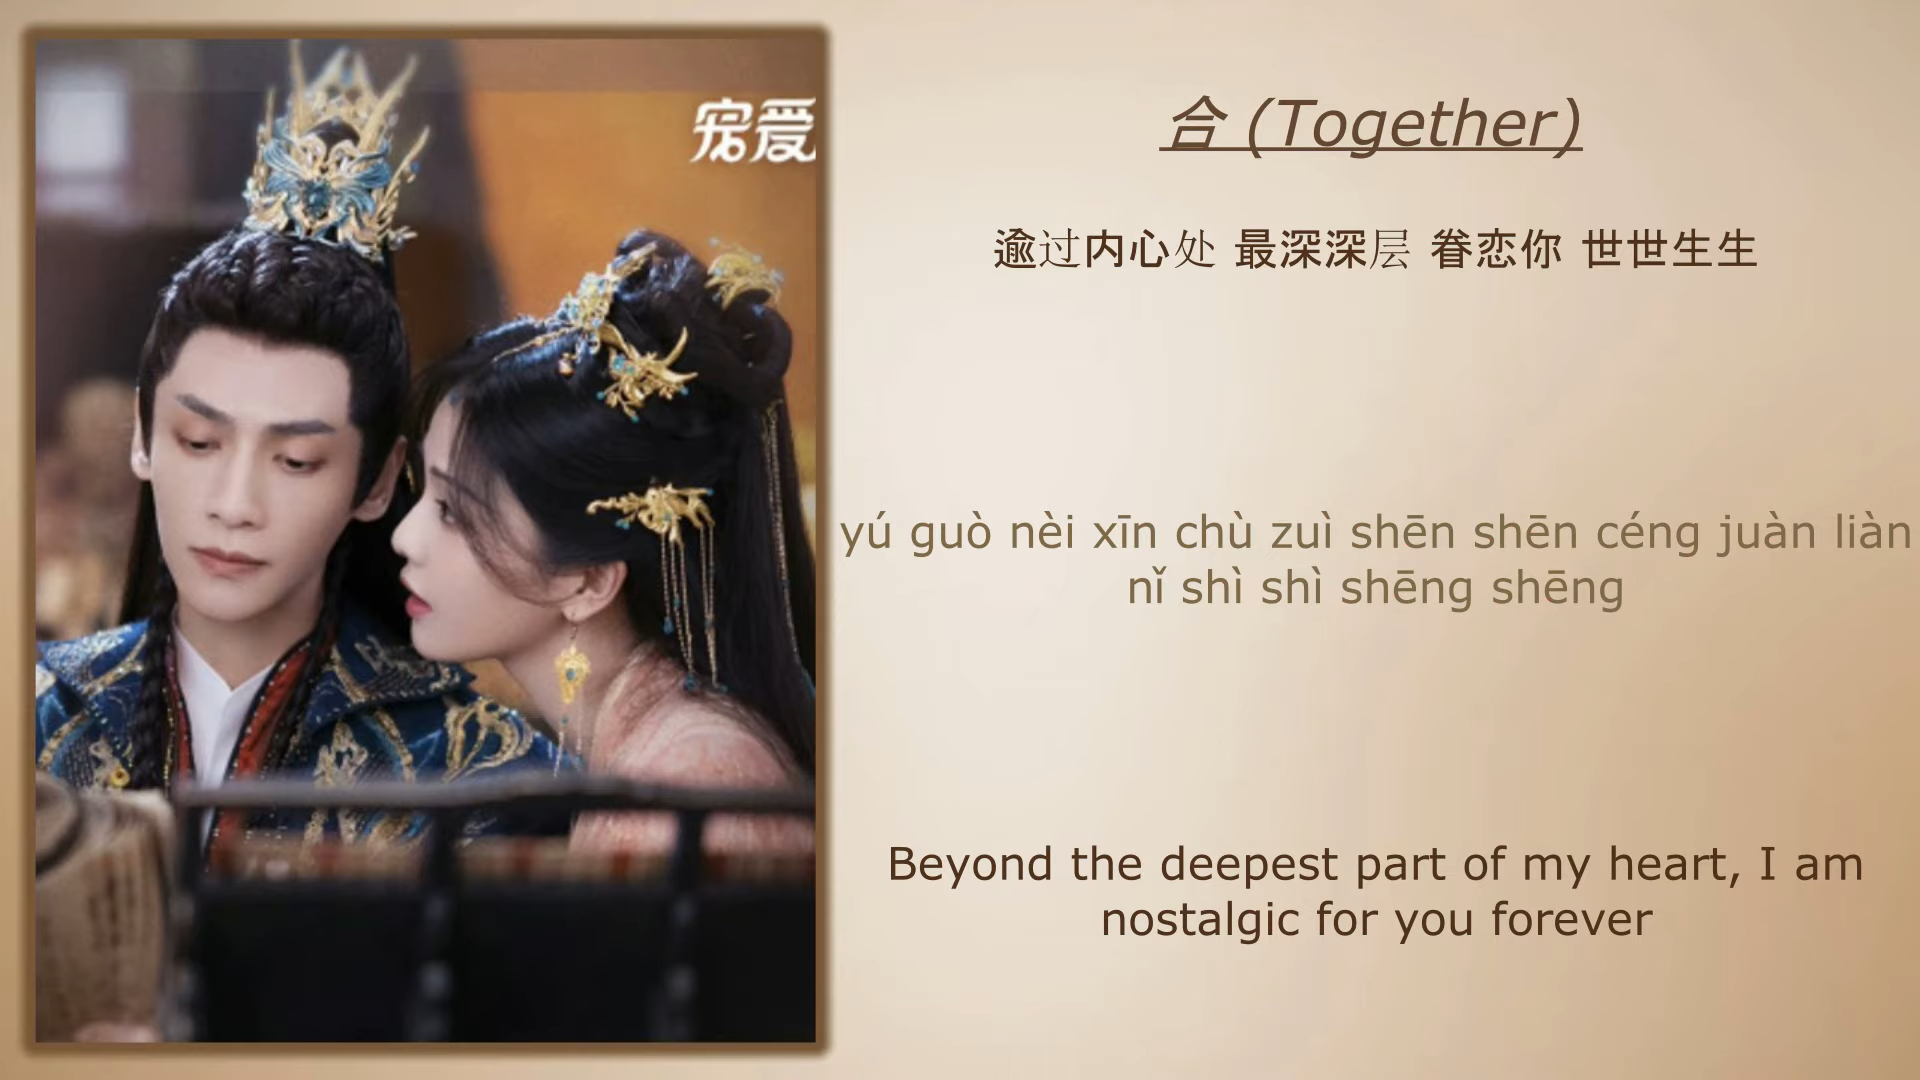 宠爱
合 (Together)
逾过内心处 最深深层 眷恋你 世世生生
yú guò nèi xīn chù zuì shēn shēn céng juàn liàn
nǐ shì shì shēng shēng
Beyond the deepest part of my heart, I am
nostalgic for you forever